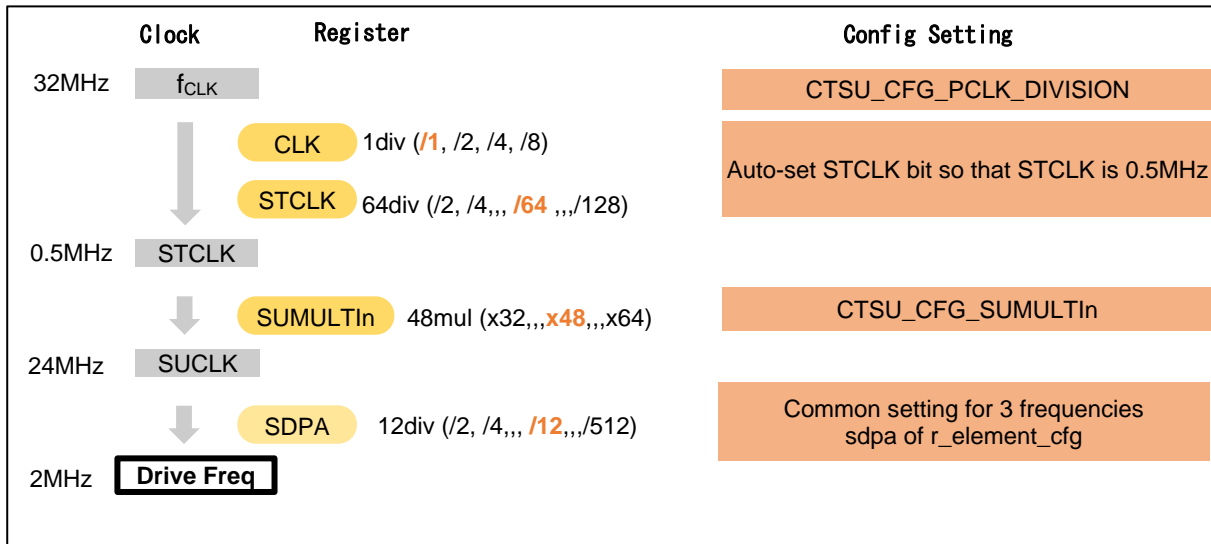 Clock Register Config Setting
32MHz fCLK CTSU_CFG_PCLK_DIVISION
CLK 1div (/1, /2, /4, /8)
Auto-set STCLK bit so that STCLK is 0.5MHz
STCLK 64div (/2, /4,,, /64 ,,,/128)
0.5MHz STCLK
SUMULTIn 48mul (x32,,,x48,,,x64) CTSU_CFG_SUMULTIn
24MHz SUCLK
SDPA 12div (/2, /4,,, /12,,,/512)
Common setting for 3 frequencies
sdpa of r_element_cfg
2MHz Drive Freq